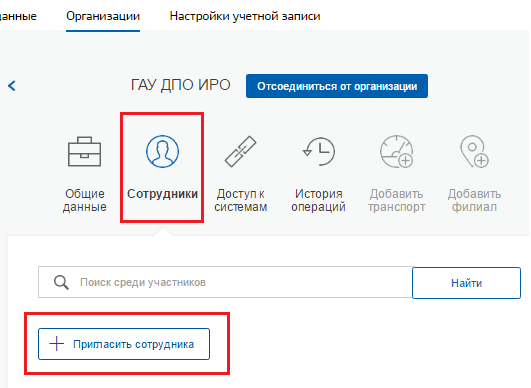 данные Организации Настройки учетной записи
ГАУ ДПО ИРО Отсоединиться от организации
Общие данные
Сотрудники
Доступ к системам
История операций
Добавить транспорт
Добавить филиал
Поиск среди участников Найти
Пригласить сотрудника